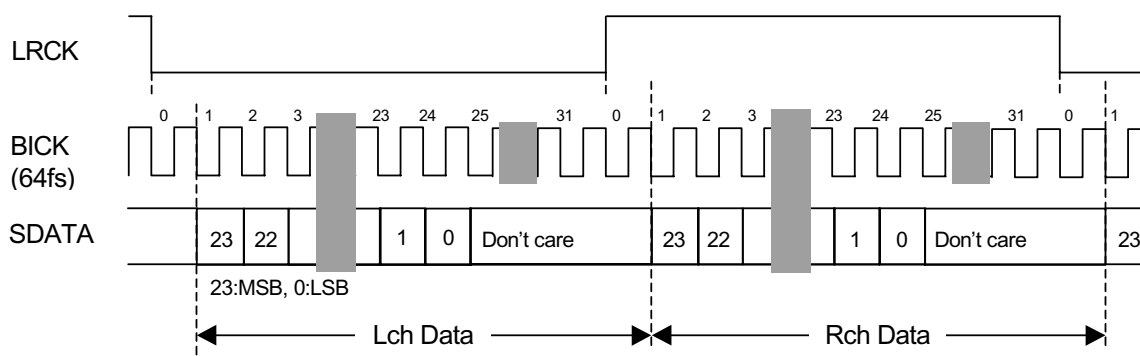 LRCK
0 1 2 3 23 24 25 31 0 1 2 3 23 24 25 31 0 1
BICK
(64fs)
SDATA 23 22 1 0 Don't care 23 22 1 0 Don't care 23
23:MSB, 0:LSB
Lch Data Rch Data